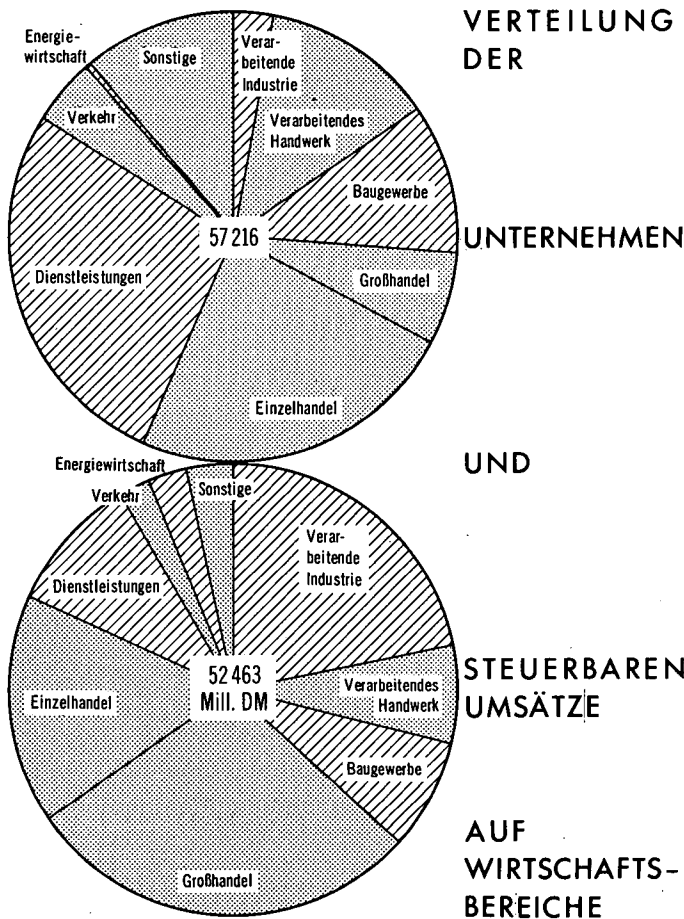 VERTEILUNG
DER
UNTERNEHMEN
UND
STEUERBAREN
UMSÄTZE
AUF
WIRTSCHAFTS-
BEREICHE
Energie-
wirtschaft
Sonstige
Verar-
beitende
Industrie
Verkehr
Verarbeitendes
Handwerk
Baugewerbe
57 216
Dienstleistungen
Großhandel
Einzelhandel
Energiewirtschaft
Verkehr
Sonstige
Verar-
beitende
Industrie
Dienstleistungen
52 463
Mill. DM
Verarbeitendes
Handwerk
Einzelhandel
Baugewerbe
Großhandel